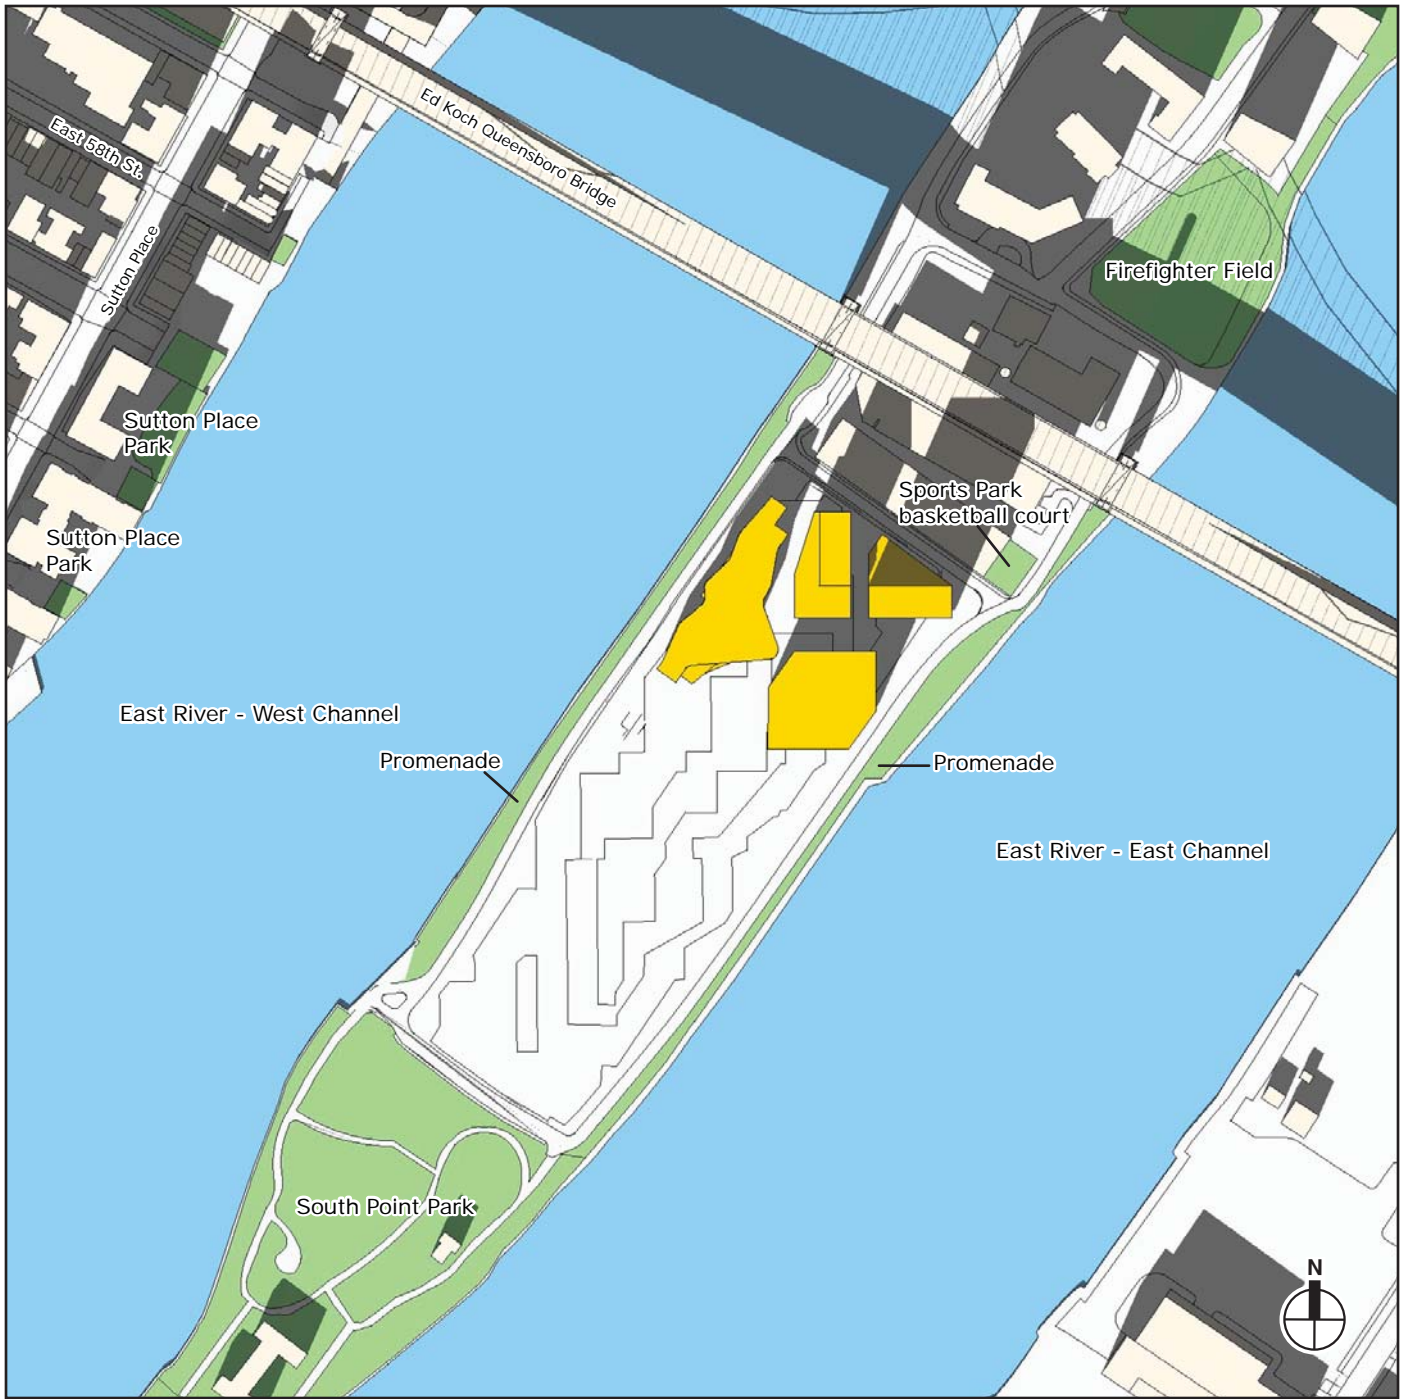 Ed Koch Queensboro Bridge
East 58th St.
Sutton Place
Firefighter Field
Sutton Place
Park
Sports Park
basketball court
Sutton Place
Park
East River - West Channel
Promenade
Promenade
East River - East Channel
South Point Park
N